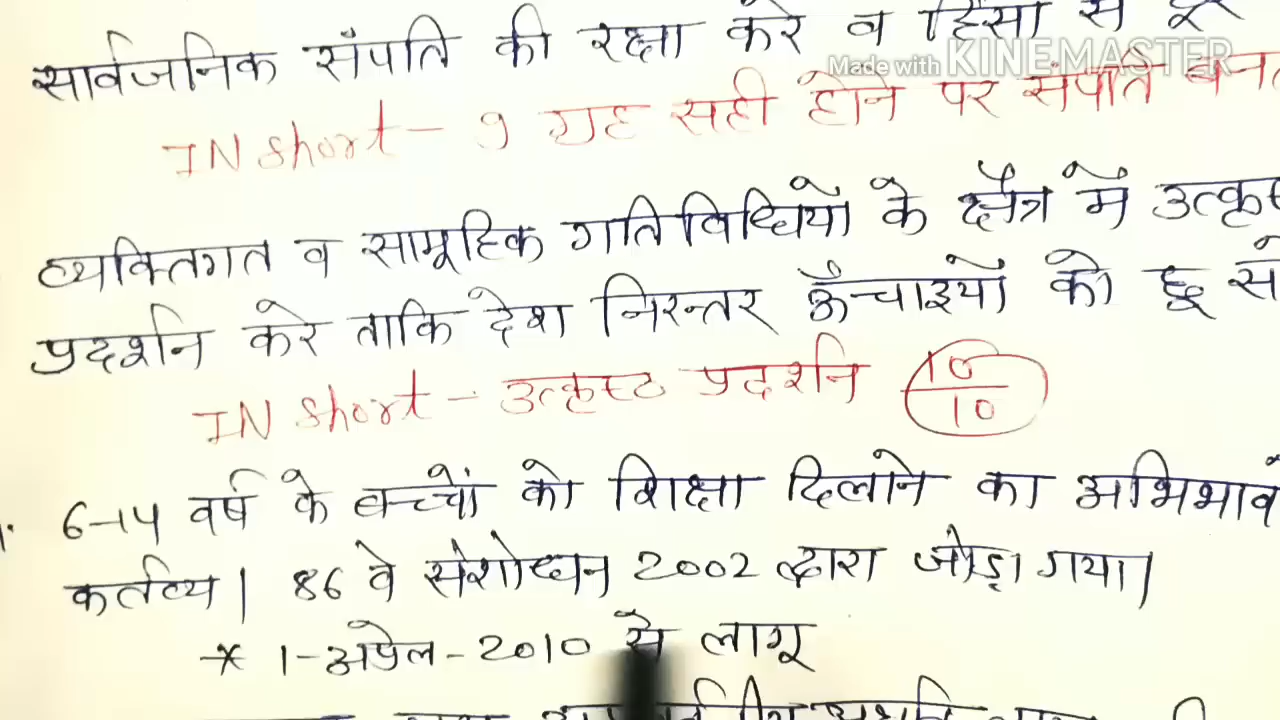 सार्वजनिक संपति की रक्षा करे व हिंसा से
Made with KINEMASTER
IN Short - 9 ग्रह सही होने पर संपति
व्यक्तिगत व सामूहिक गतिविधियों के क्षैत्र में
प्रदर्शन करे ताकि देश निरन्तर ऊँचाइयों को छू
IN Short - उत्कृस्ट प्रदर्शन 10/10
6-14 वर्ष के बच्चों को शिक्षा दिलाने का
कर्तव्य। 86 वे संशोधन 2002 द्वारा जोड़ा गया।
* 1-अप्रेल-2010 से लागू